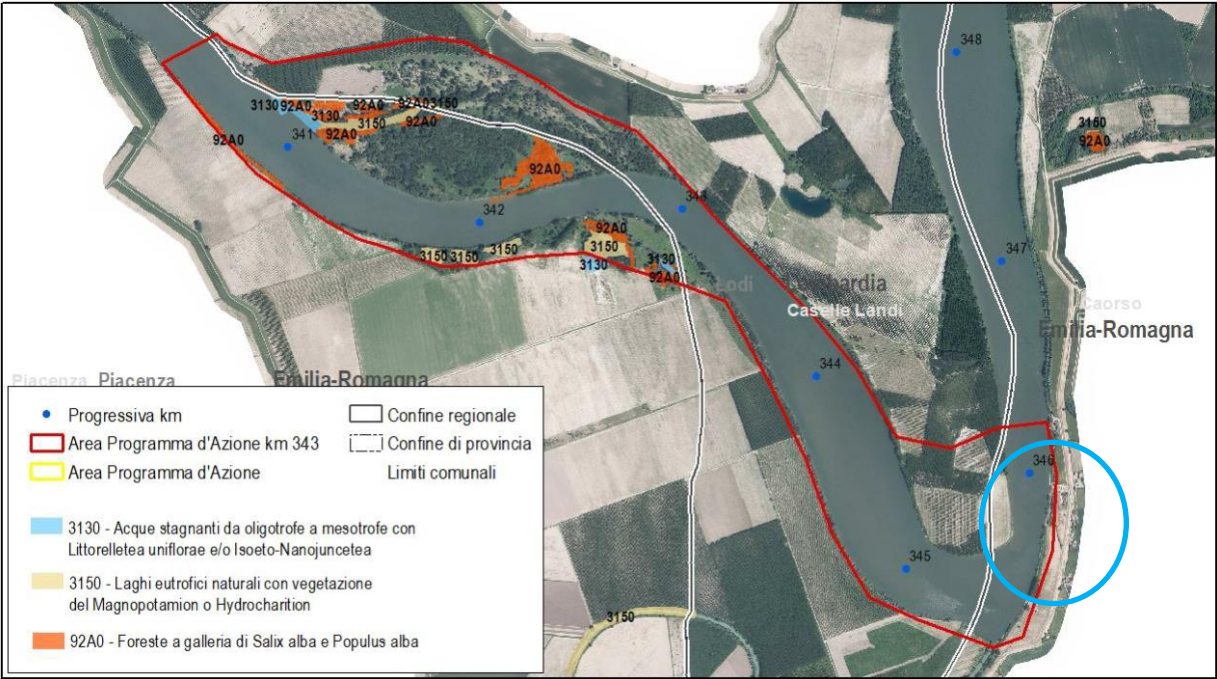 348
3130 92A0 92A0 92A0 3150
3130
3150 92A0
92A0
92A0
341
3150
92A0
92A0
343
342
92A0
3150
3150 3150 3150
3130
3130
92A0
347
Lodi Lombardia
Caselle Landi
Caorso
Emilia-Romagna
344
Piacenza Piacenza Emilia-Romagna
346
345
3150
Progressiva km
Area Programma d'Azione km 343
Area Programma d'Azione
Confine regionale
Confine di provincia
Limiti comunali
3130 - Acque stagnanti da oligotrofe a mesotrofe con
Littorelletea uniflorae e/o Isoeto-Nanojuncetea
3150 - Laghi eutrofici naturali con vegetazione
del Magnopotamion o Hydrocharition
92A0 - Foreste a galleria di Salix alba e Populus alba